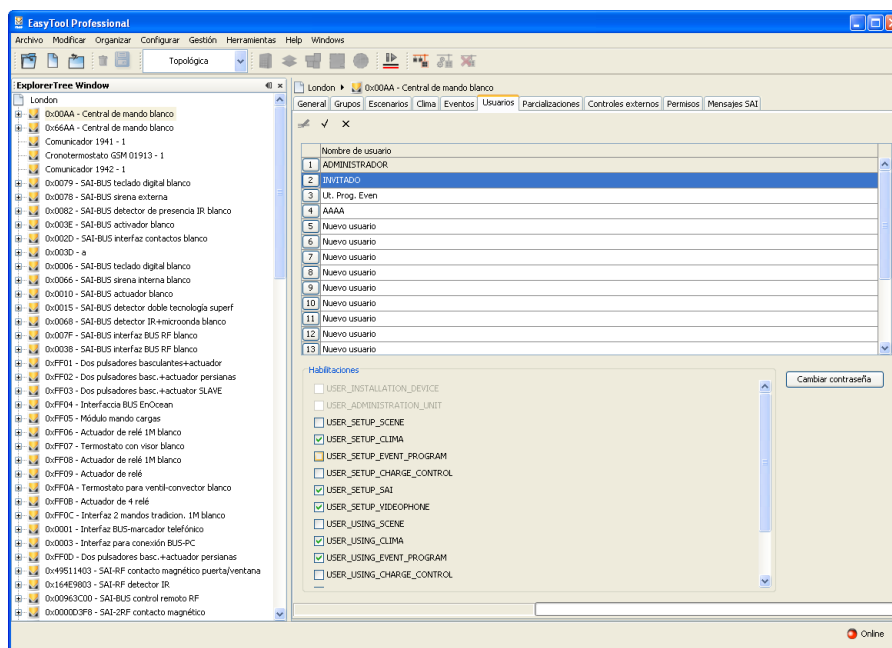 EasyTool Professional
Archivo Modificar Organizar Configurar Gestión Herramientas Help Windows
Topológica
ExplorerTree Window
London
0x00AA - Central de mando blanco
0x66AA - Central de mando blanco
Comunicador 1941 - 1
Cronotermostato GSM 01913 - 1
Comunicador 1942 - 1
0x0079 - SAI-BUS teclado digital blanco
0x0078 - SAI-BUS sirena externa
0x0082 - SAI-BUS detector de presencia IR blanco
0x003E - SAI-BUS activador blanco
0x002D - SAI-BUS interfaz contactos blanco
0x003D - a
0x0006 - SAI-BUS teclado digital blanco
0x0066 - SAI-BUS sirena interna blanco
0x0010 - SAI-BUS actuador blanco
0x0015 - SAI-BUS detector doble tecnología superf
0x0068 - SAI-BUS detector IR+microonda blanco
0x007F - SAI-BUS interfaz BUS RF blanco
0x0038 - SAI-BUS interfaz BUS RF blanco
0xFF01 - Dos pulsadores basculantes+actuador
0xFF02 - Dos pulsadores basc.+actuador persianas
0xFF03 - Dos pulsadores basc.+actuator SLAVE
0xFF04 - Interfaccia BUS EnOcean
0xFF05 - Módulo mando cargas
0xFF06 - Actuador de relé 1M blanco
0xFF07 - Termostato con visor blanco
0xFF08 - Actuador de relé 1M blanco
0xFF09 - Actuador de relé
0xFF0A - Termostato para ventil-convector blanco
0xFF0B - Actuador de 4 relé
0xFF0C - Interfaz 2 mandos tradicion. 1M blanco
0x0001 - Interfaz BUS-marcador telefónico
0x0003 - Interfaz para conexión BUS-PC
0xFF0D - Dos pulsadores basc.+actuador persianas
0x49511403 - SAI-RF contacto magnético puerta/ventana
0x164E9803 - SAI-RF detector IR
0x00963C00 - SAI-BUS control remoto RF
0x0000D3F8 - SAI-2RF contacto magnético
London 0x00AA - Central de mando blanco
General Grupos Escenarios Clima Eventos Usuarios Parcializaciones Controles externos Permisos Mensajes SAI
Nombre de usuario
1 ADMINISTRADOR
2 INVITADO
3 Ut. Prog. Even
4 AAAA
5 Nuevo usuario
6 Nuevo usuario
7 Nuevo usuario
8 Nuevo usuario
9 Nuevo usuario
10 Nuevo usuario
11 Nuevo usuario
12 Nuevo usuario
13 Nuevo usuario
Habilitaciones
USER_INSTALLATION_DEVICE
USER_ADMINISTRATION_UNIT
USER_SETUP_SCENE
USER_SETUP_CLIMA
USER_SETUP_EVENT_PROGRAM
USER_SETUP_CHARGE_CONTROL
USER_SETUP_SAI
USER_SETUP_VIDEOPHONE
USER_USING_SCENE
USER_USING_CLIMA
USER_USING_EVENT_PROGRAM
USER_USING_CHARGE_CONTROL
Cambiar contraseña
Online